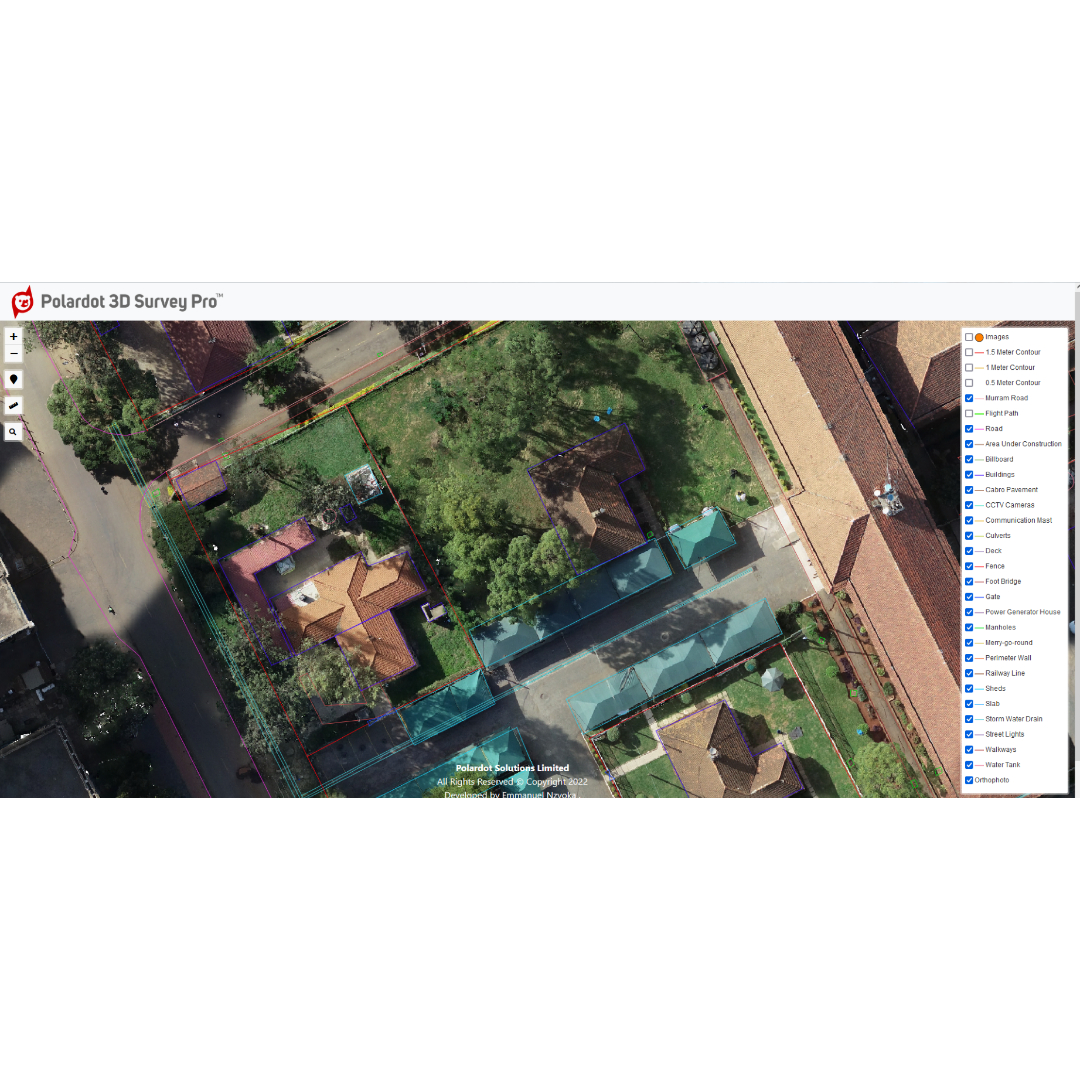 Polardot 3D Survey Pro™
+
−
Images
1.5 Meter Contour
1 Meter Contour
0.5 Meter Contour
Murram Road
Flight Path
Road
Area Under Construction
Billboard
Buildings
Cabro Pavement
CCTV Cameras
Communication Mast
Culverts
Deck
Fence
Foot Bridge
Gate
Power Generator House
Manholes
Merry-go-round
Perimeter Wall
Railway Line
Sheds
Slab
Storm Water Drain
Street Lights
Walkways
Water Tank
Orthophoto
Polardot Solutions Limited
All Rights Reserved © Copyright 2022
Developed by Emmanuel Nzyoka